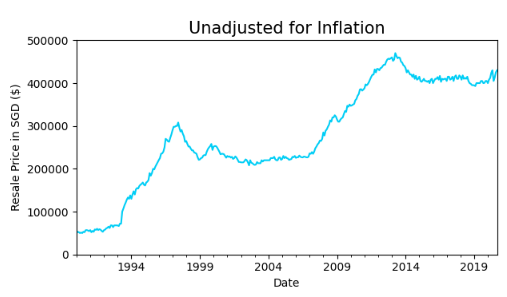 Unadjusted for Inflation
500000
400000
300000
200000
100000
0
Resale Price in SGD ($)
1994 1999 2004 2009 2014 2019
Date